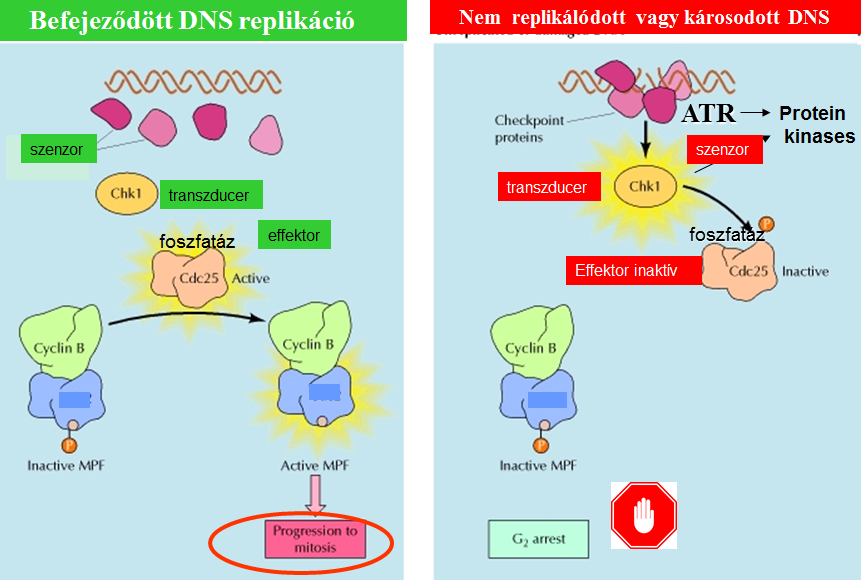 Befejeződött DNS replikáció
szenzor
Chk1
transzducer
effektor
foszfatáz
Cdc25
Active
Cyclin B
P
Inactive MPF
Cyclin B
Active MPF
Progression to
mitosis
Nem replikálódott vagy károsodott DNS
Checkpoint
proteins
ATR
Protein
kinases
szenzor
transzducer
Chk1
P
foszfatáz
Effektor inaktív
Cdc25
Inactive
Cyclin B
P
Inactive MPF
G2 arrest